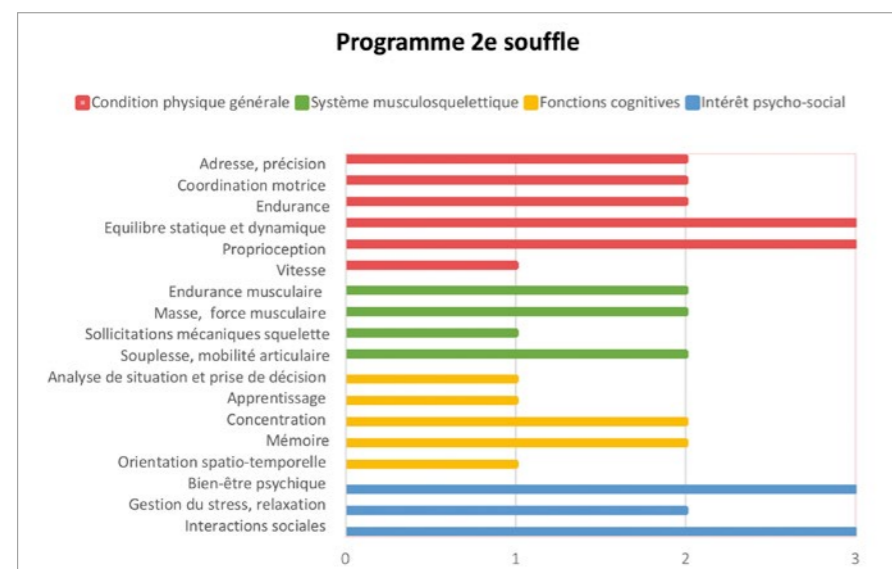 Programme 2e souffle
Condition physique générale Système musculosquelettique Fonctions cognitives Intérêt psycho-social
Adresse, précision
Coordination motrice
Endurance
Equilibre statique et dynamique
Proprioception
Vitesse
Endurance musculaire
Masse, force musculaire
Sollicitations mécaniques squelette
Souplesse, mobilité articulaire
Analyse de situation et prise de décision
Apprentissage
Concentration
Mémoire
Orientation spatio-temporelle
Bien-être psychique
Gestion du stress, relaxation
Interactions sociales
0 1 2 3